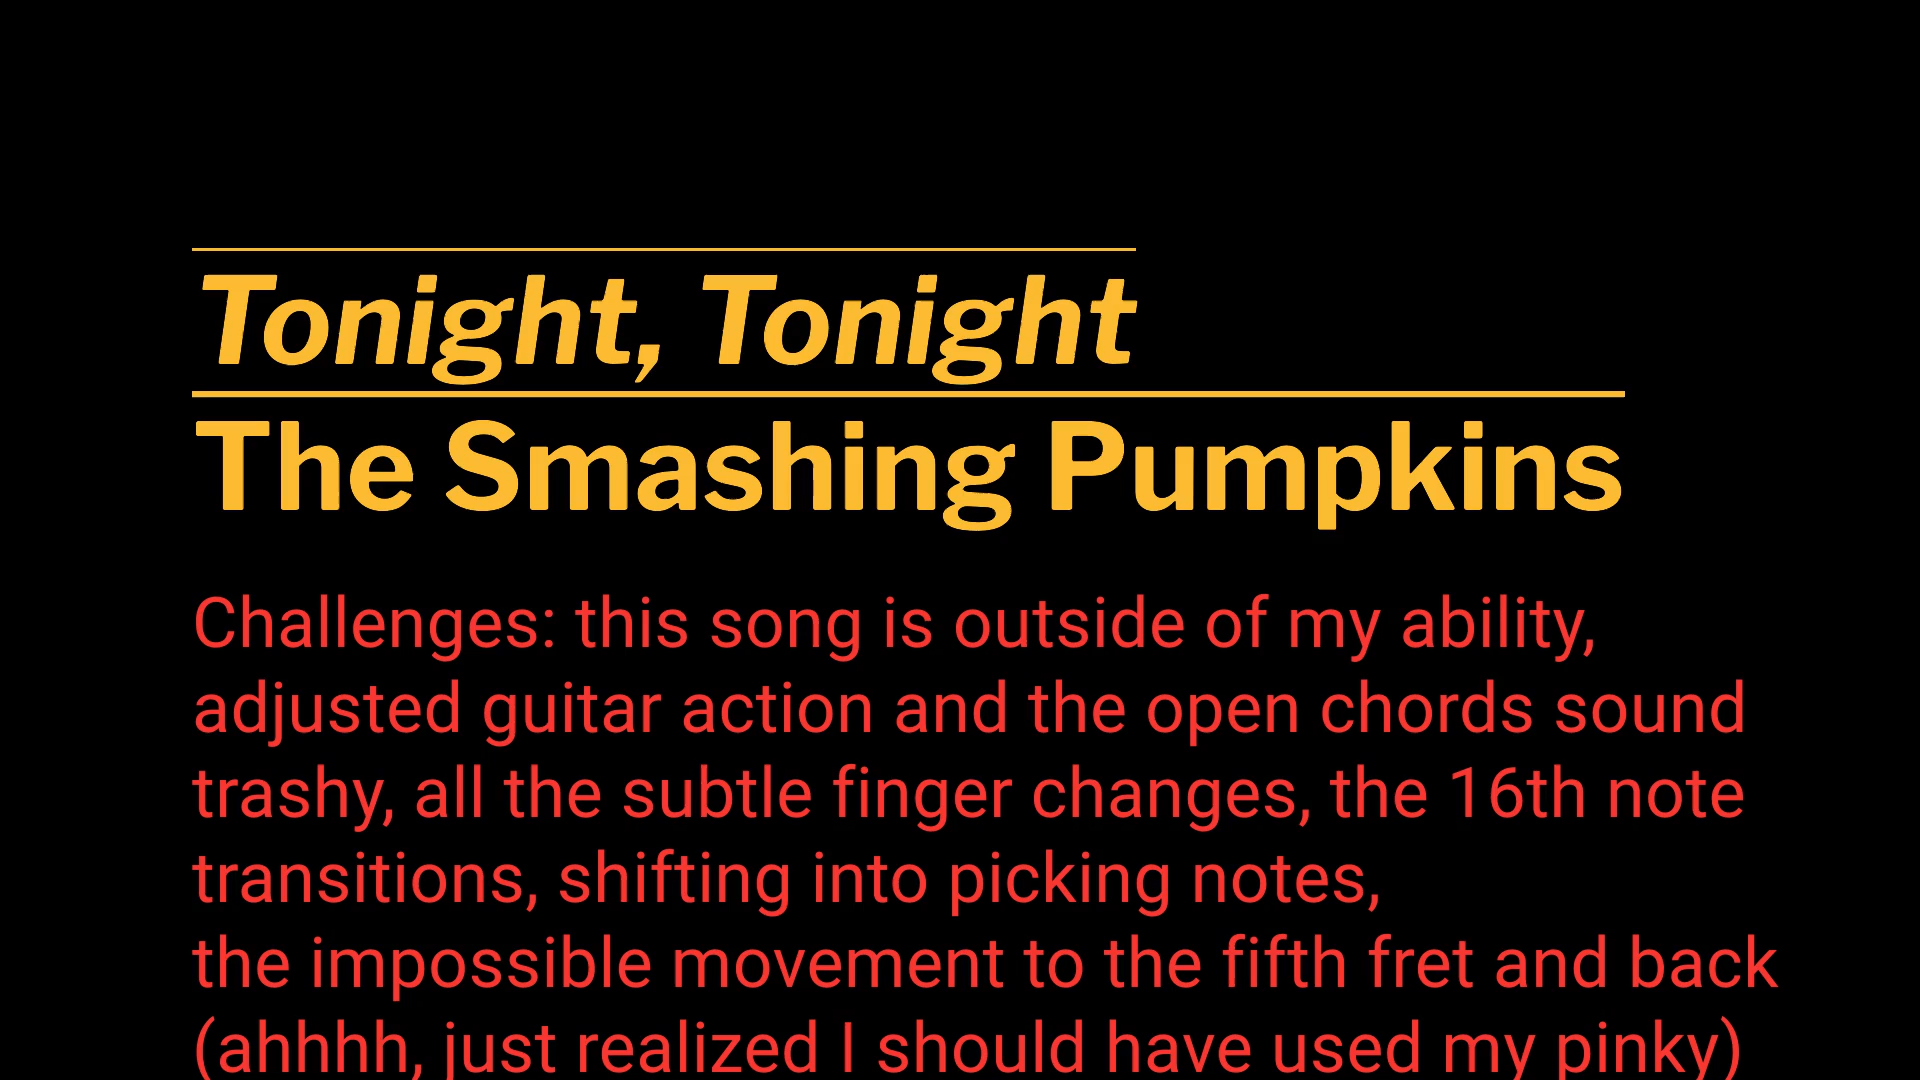 Tonight, Tonight
The Smashing Pumpkins
Challenges: this song is outside of my ability,
adjusted guitar action and the open chords sound
trashy, all the subtle finger changes, the 16th note
transitions, shifting into picking notes,
the impossible movement to the fifth fret and back
(ahhhh, just realized I should have used my pinky)